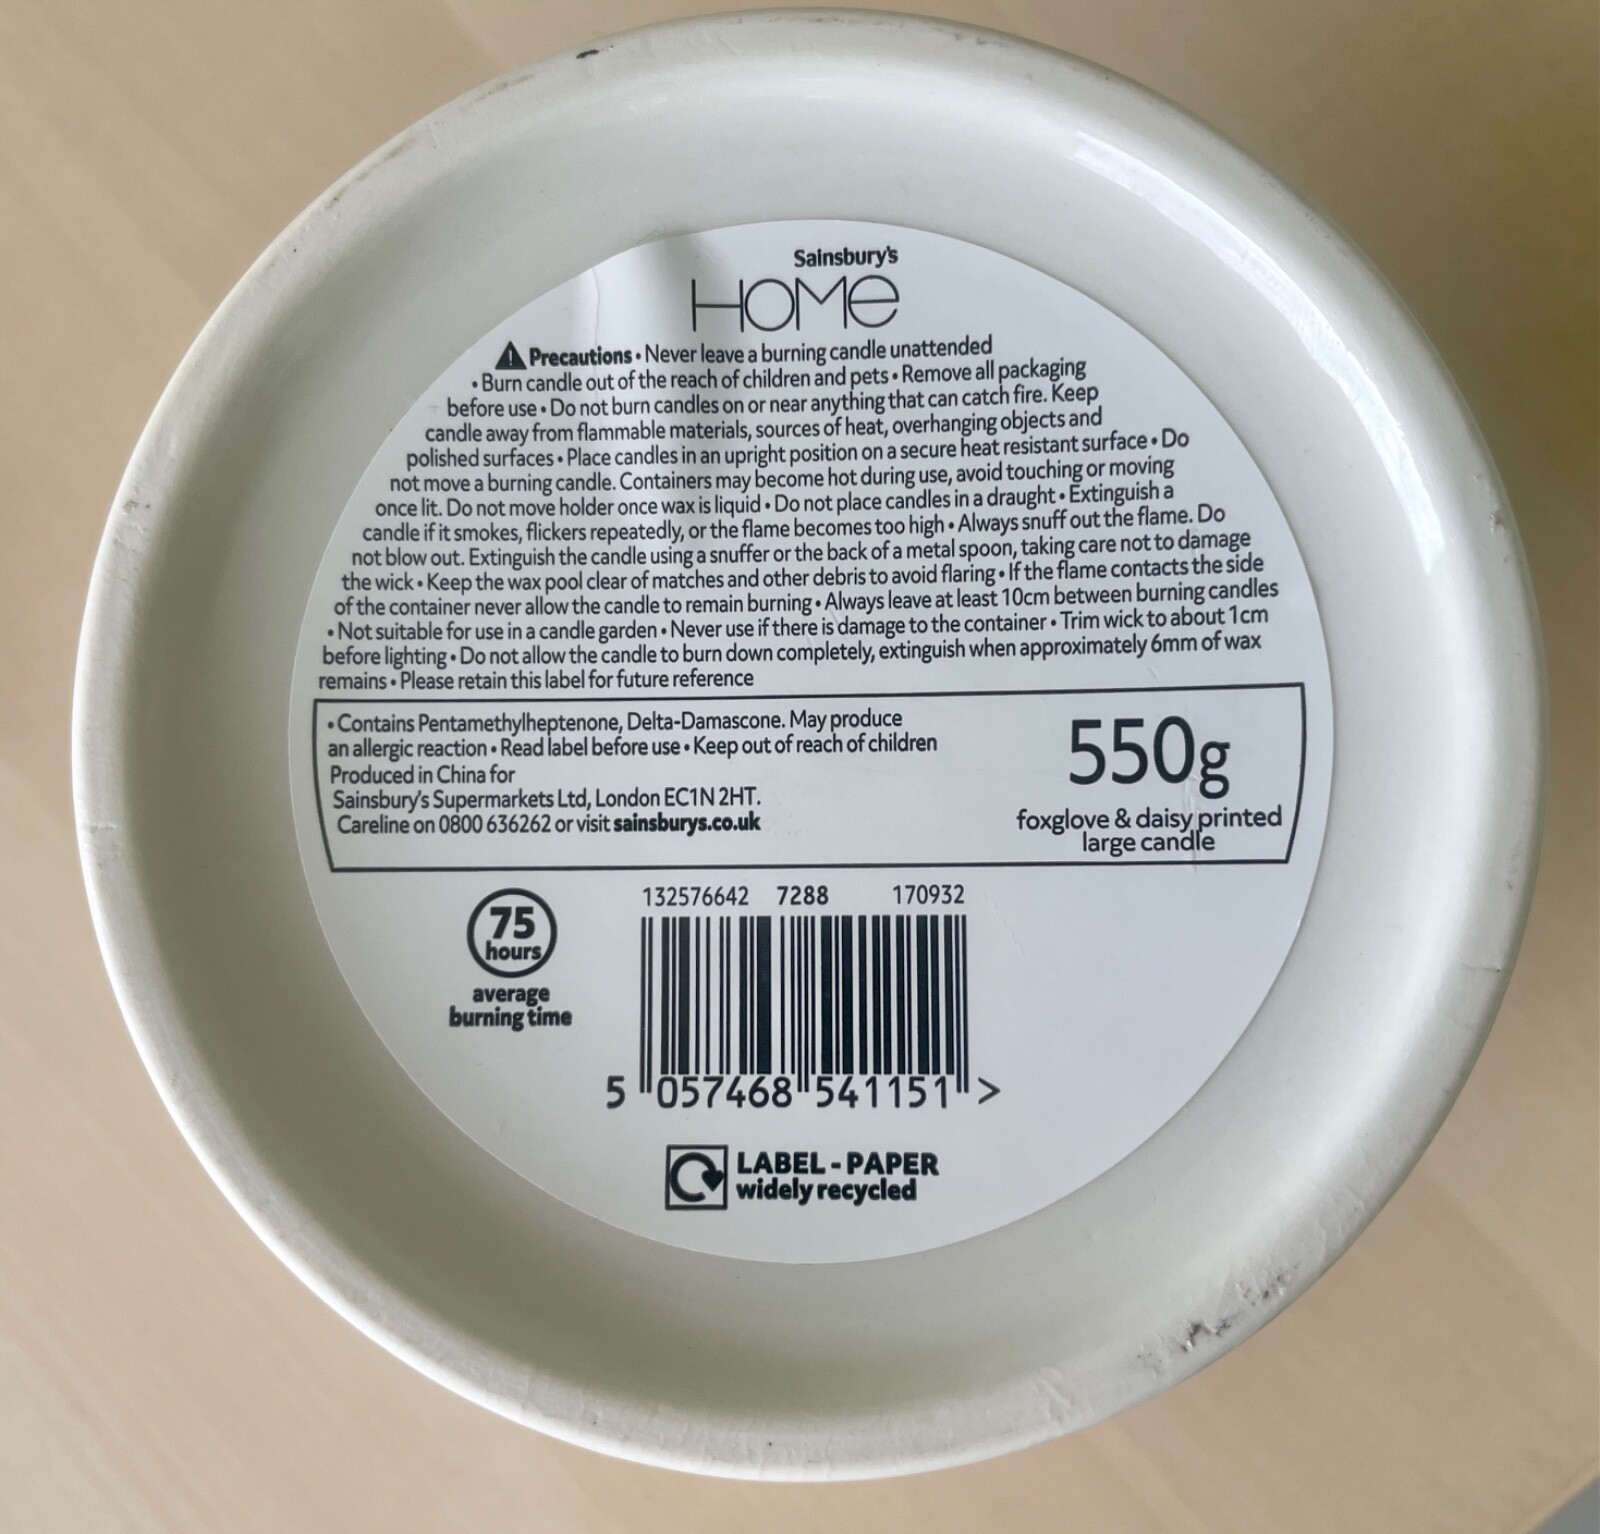 Sainsbury's
HOME
Precautions • Never leave a burning candle unattended
• Burn candle out of the reach of children and pets • Remove all packaging
before use • Do not burn candles on or near anything that can catch fire. Keep
candle away from flammable materials, sources of heat, overhanging objects and
polished surfaces • Place candles in an upright position on a secure heat resistant surface • Do
not move a burning candle. Containers may become hot during use, avoid touching or moving
once lit. Do not move holder once wax is liquid • Do not place candles in a draught • Extinguish a
candle if it smokes, flickers repeatedly, or the flame becomes too high • Always snuff out the flame. Do
not blow out. Extinguish the candle using a snuffer or the back of a metal spoon, taking care not to damage
the wick • Keep the wax pool clear of matches and other debris to avoid flaring • If the flame contacts the side
of the container never allow the candle to remain burning • Always leave at least 10cm between burning candles
• Not suitable for use in a candle garden • Never use if there is damage to the container • Trim wick to about 1cm
before lighting • Do not allow the candle to burn down completely, extinguish when approximately 6mm of wax
remains • Please retain this label for future reference
• Contains Pentamethylheptenone, Delta-Damascone. May produce
an allergic reaction • Read label before use • Keep out of reach of children
Produced in China for
Sainsbury's Supermarkets Ltd, London EC1N 2HT.
Careline on 0800 636262 or visit sainsburys.co.uk
550g
foxglove & daisy printed
large candle
75
hours
average
burning time
132576642 7288 170932
5 057468 541151 >
LABEL - PAPER
widely recycled